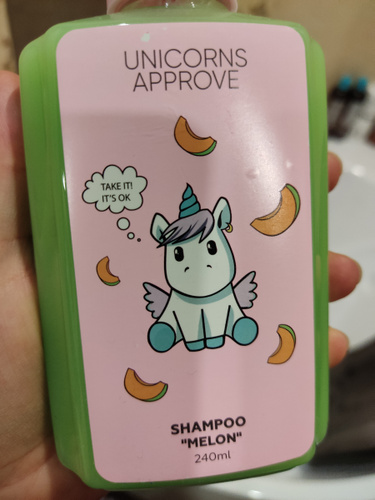 UNICORNS
APPROVE
TAKE IT!
IT'S OK
SHAMPOO
"MELON"
240ml